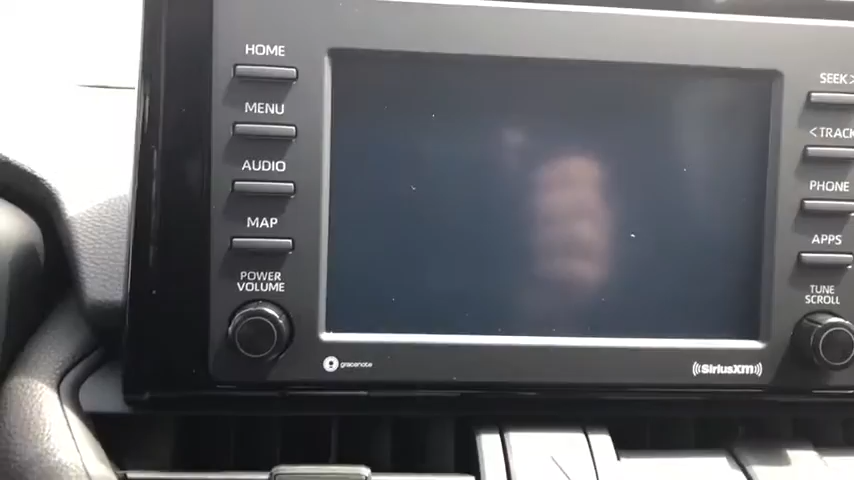 HOME
MENU
AUDIO
MAP
POWER
VOLUME
SEEK>
<TRACK
PHONE
APPS
TUNE
SCROLL
gracenote
((SiriusXM))